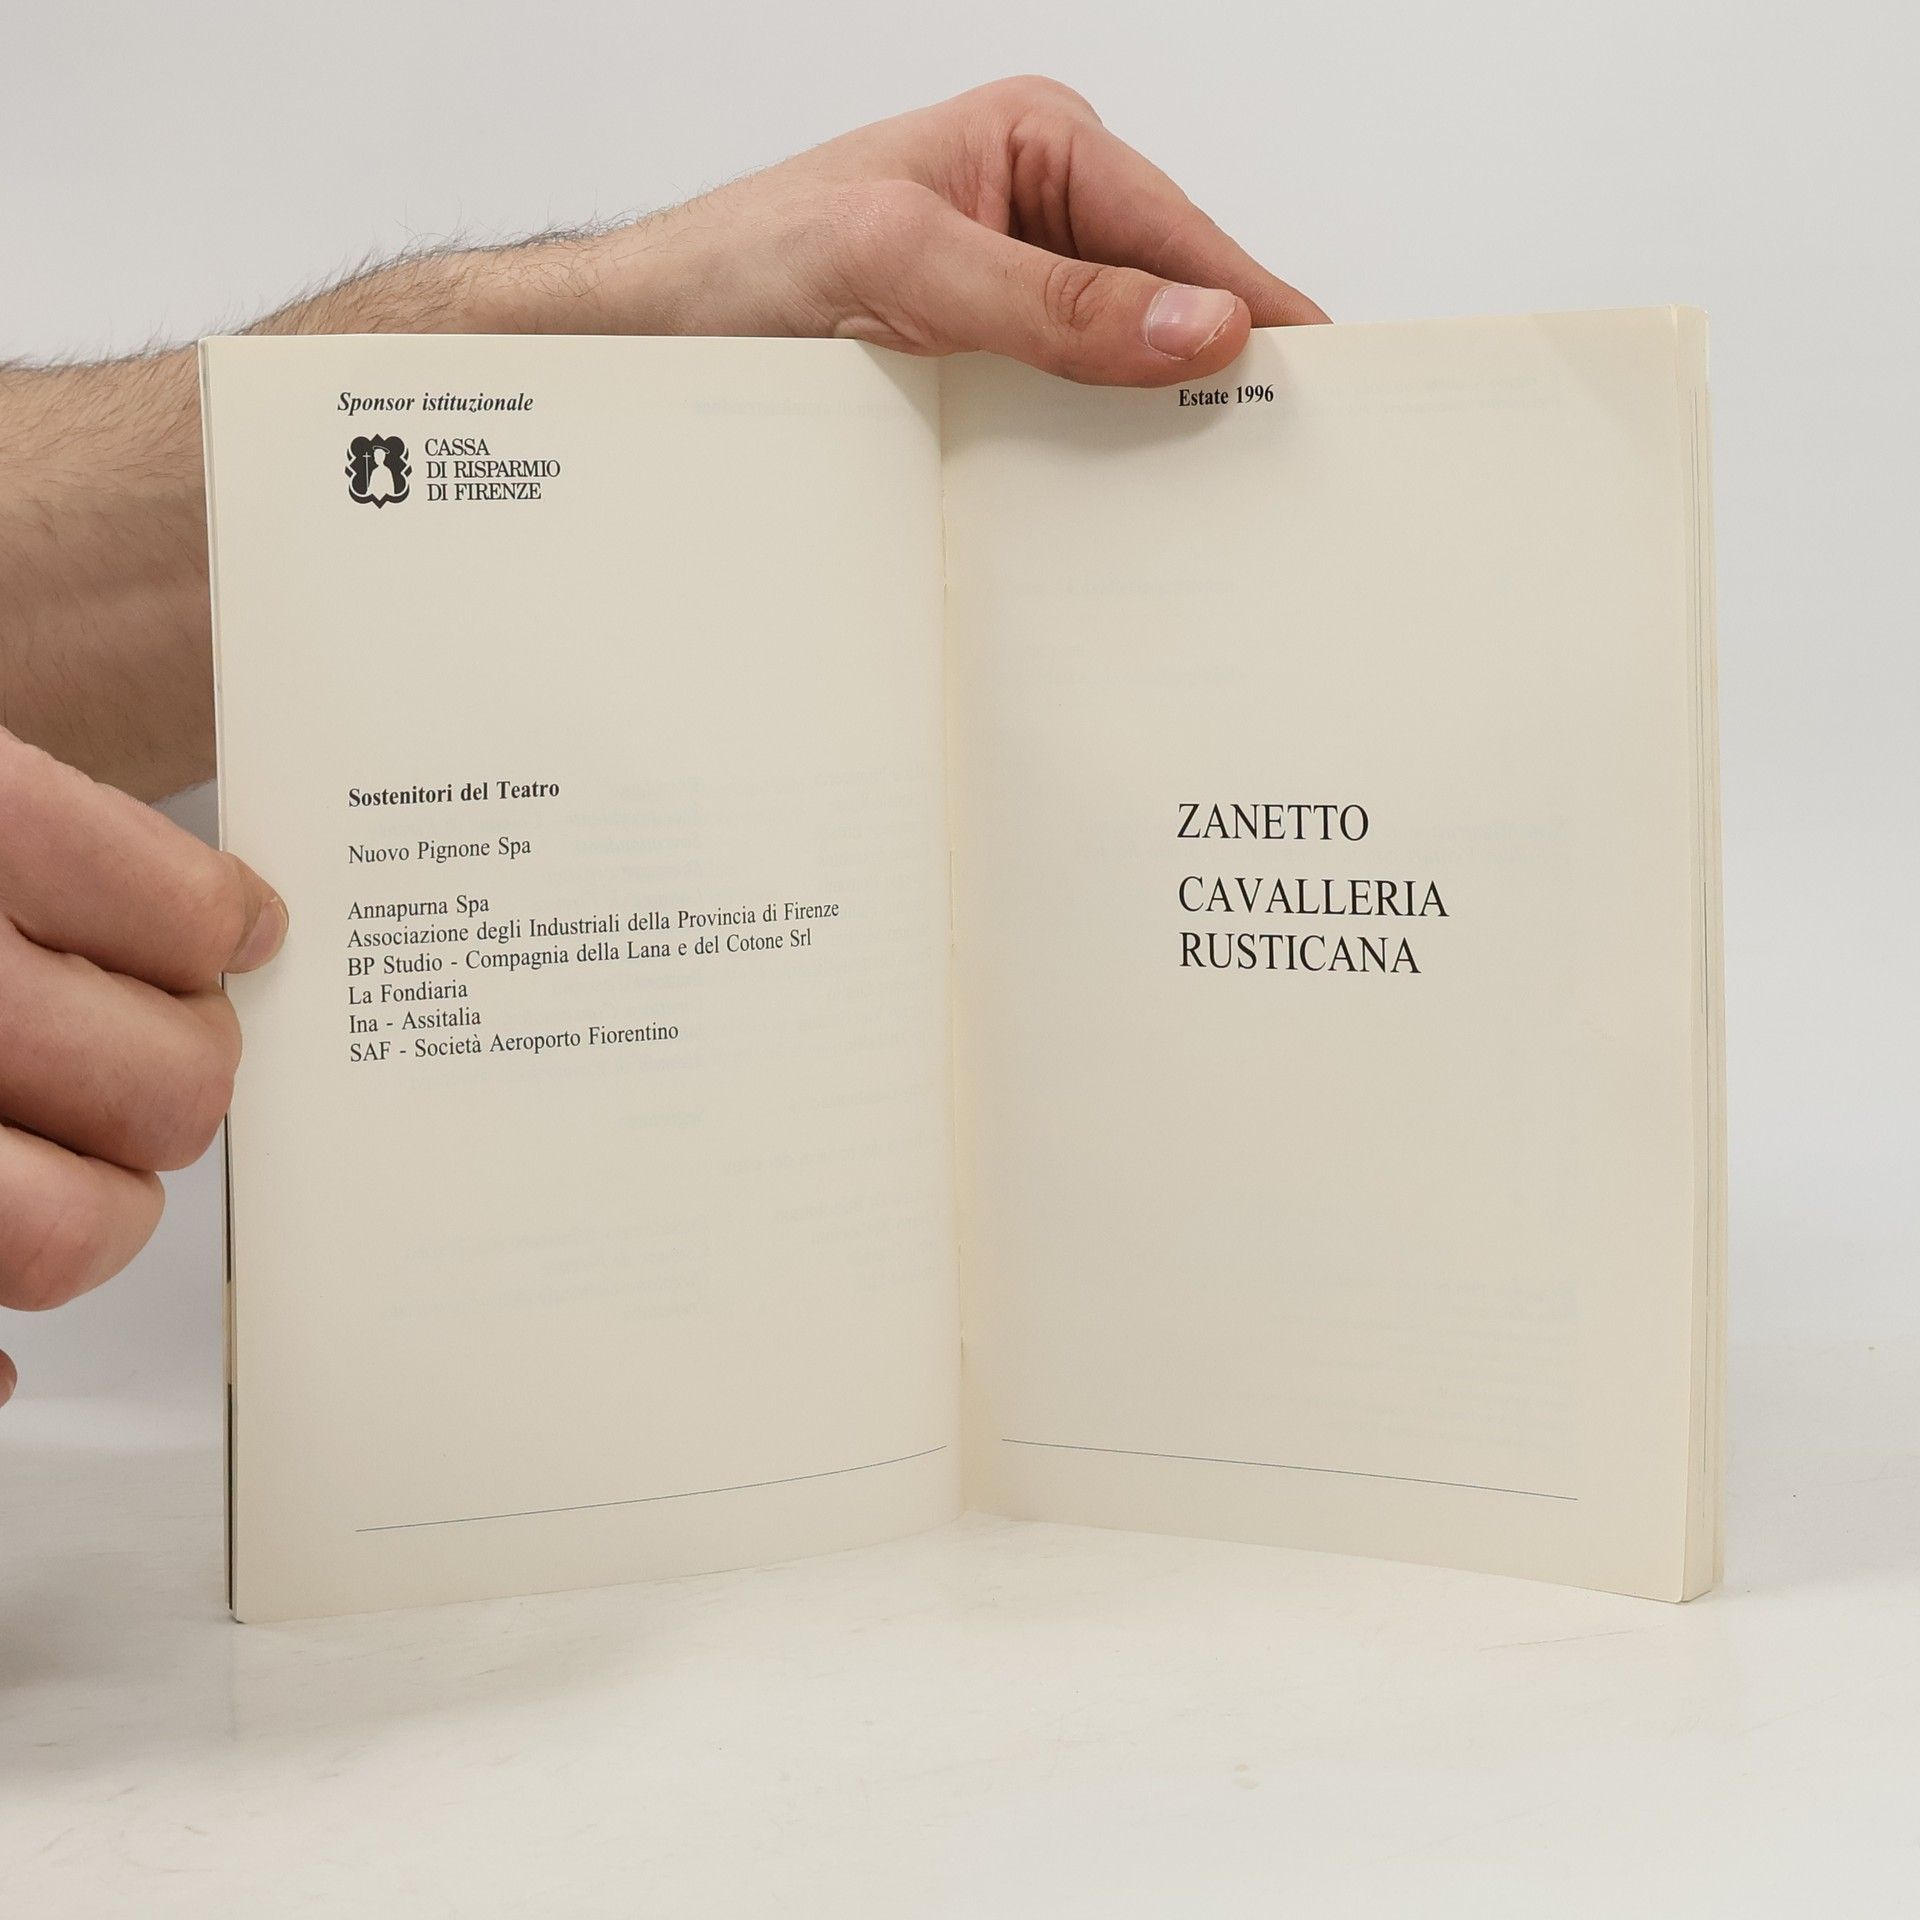 Sponsor istituzionale
CASSA
DI RISPARMIO
DI FIRENZE
Sostenitori del Teatro
Nuovo Pignone Spa
Annapurna Spa
Associazione degli Industriali della Provincia di Firenze
BP Studio - Compagnia della Lana e del Cotone Srl
La Fondiaria
Ina - Assitalia
SAF - Società Aeroporto Fiorentino
Estate 1996
ZANETTO
CAVALLERIA
RUSTICANA